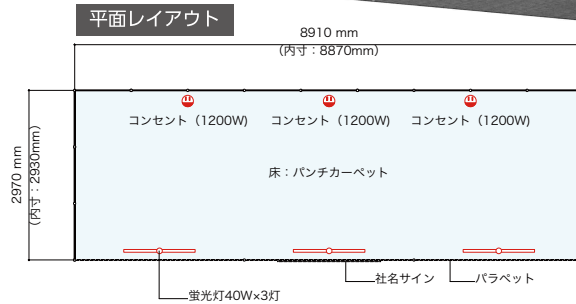 平面レイアウト
8910 mm
(内寸：8870mm)
コンセント（1200W) コンセント（1200W) コンセント（1200W)
2970 mm
(内寸：2930mm)
床：パンチカーペット
社名サイン
パラペット
蛍光灯40W×3灯